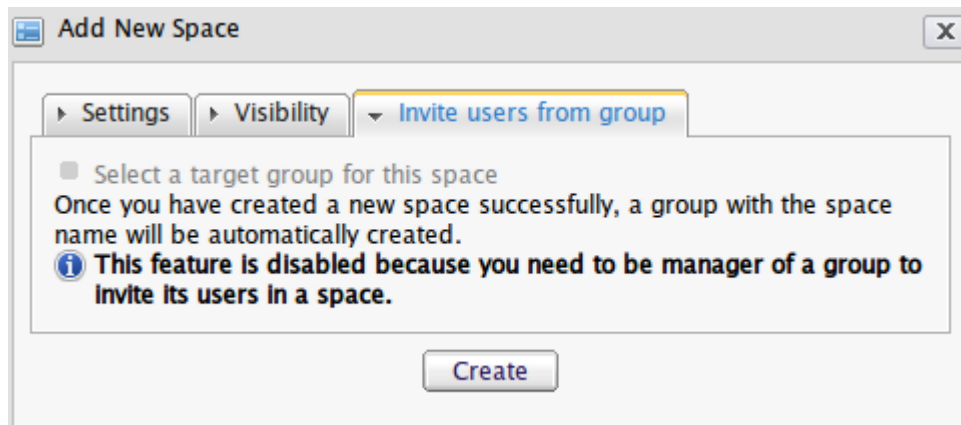 Add New Space
Settings
Visibility
Invite users from group
Select a target group for this space
Once you have created a new space successfully, a group with the space
name will be automatically created.
This feature is disabled because you need to be manager of a group to
invite its users in a space.
Create